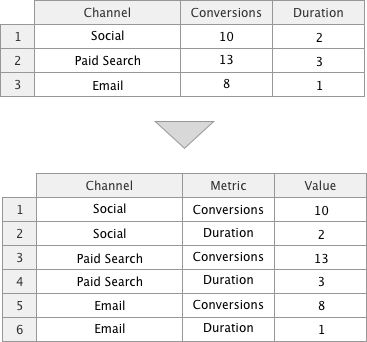 Channel Conversions Duration
1 Social 10 2
2 Paid Search 13 3
3 Email 8 1
Channel Metric Value
1 Social Conversions 10
2 Social Duration 2
3 Paid Search Conversions 13
4 Paid Search Duration 3
5 Email Conversions 8
6 Email Duration 1